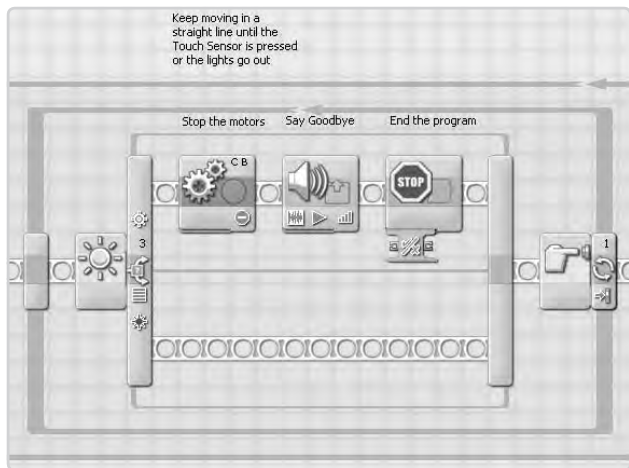 Keep moving in a
straight line until the
Touch Sensor is pressed
or the lights go out
Stop the motors Say Goodbye End the program
C B
STOP
3
1